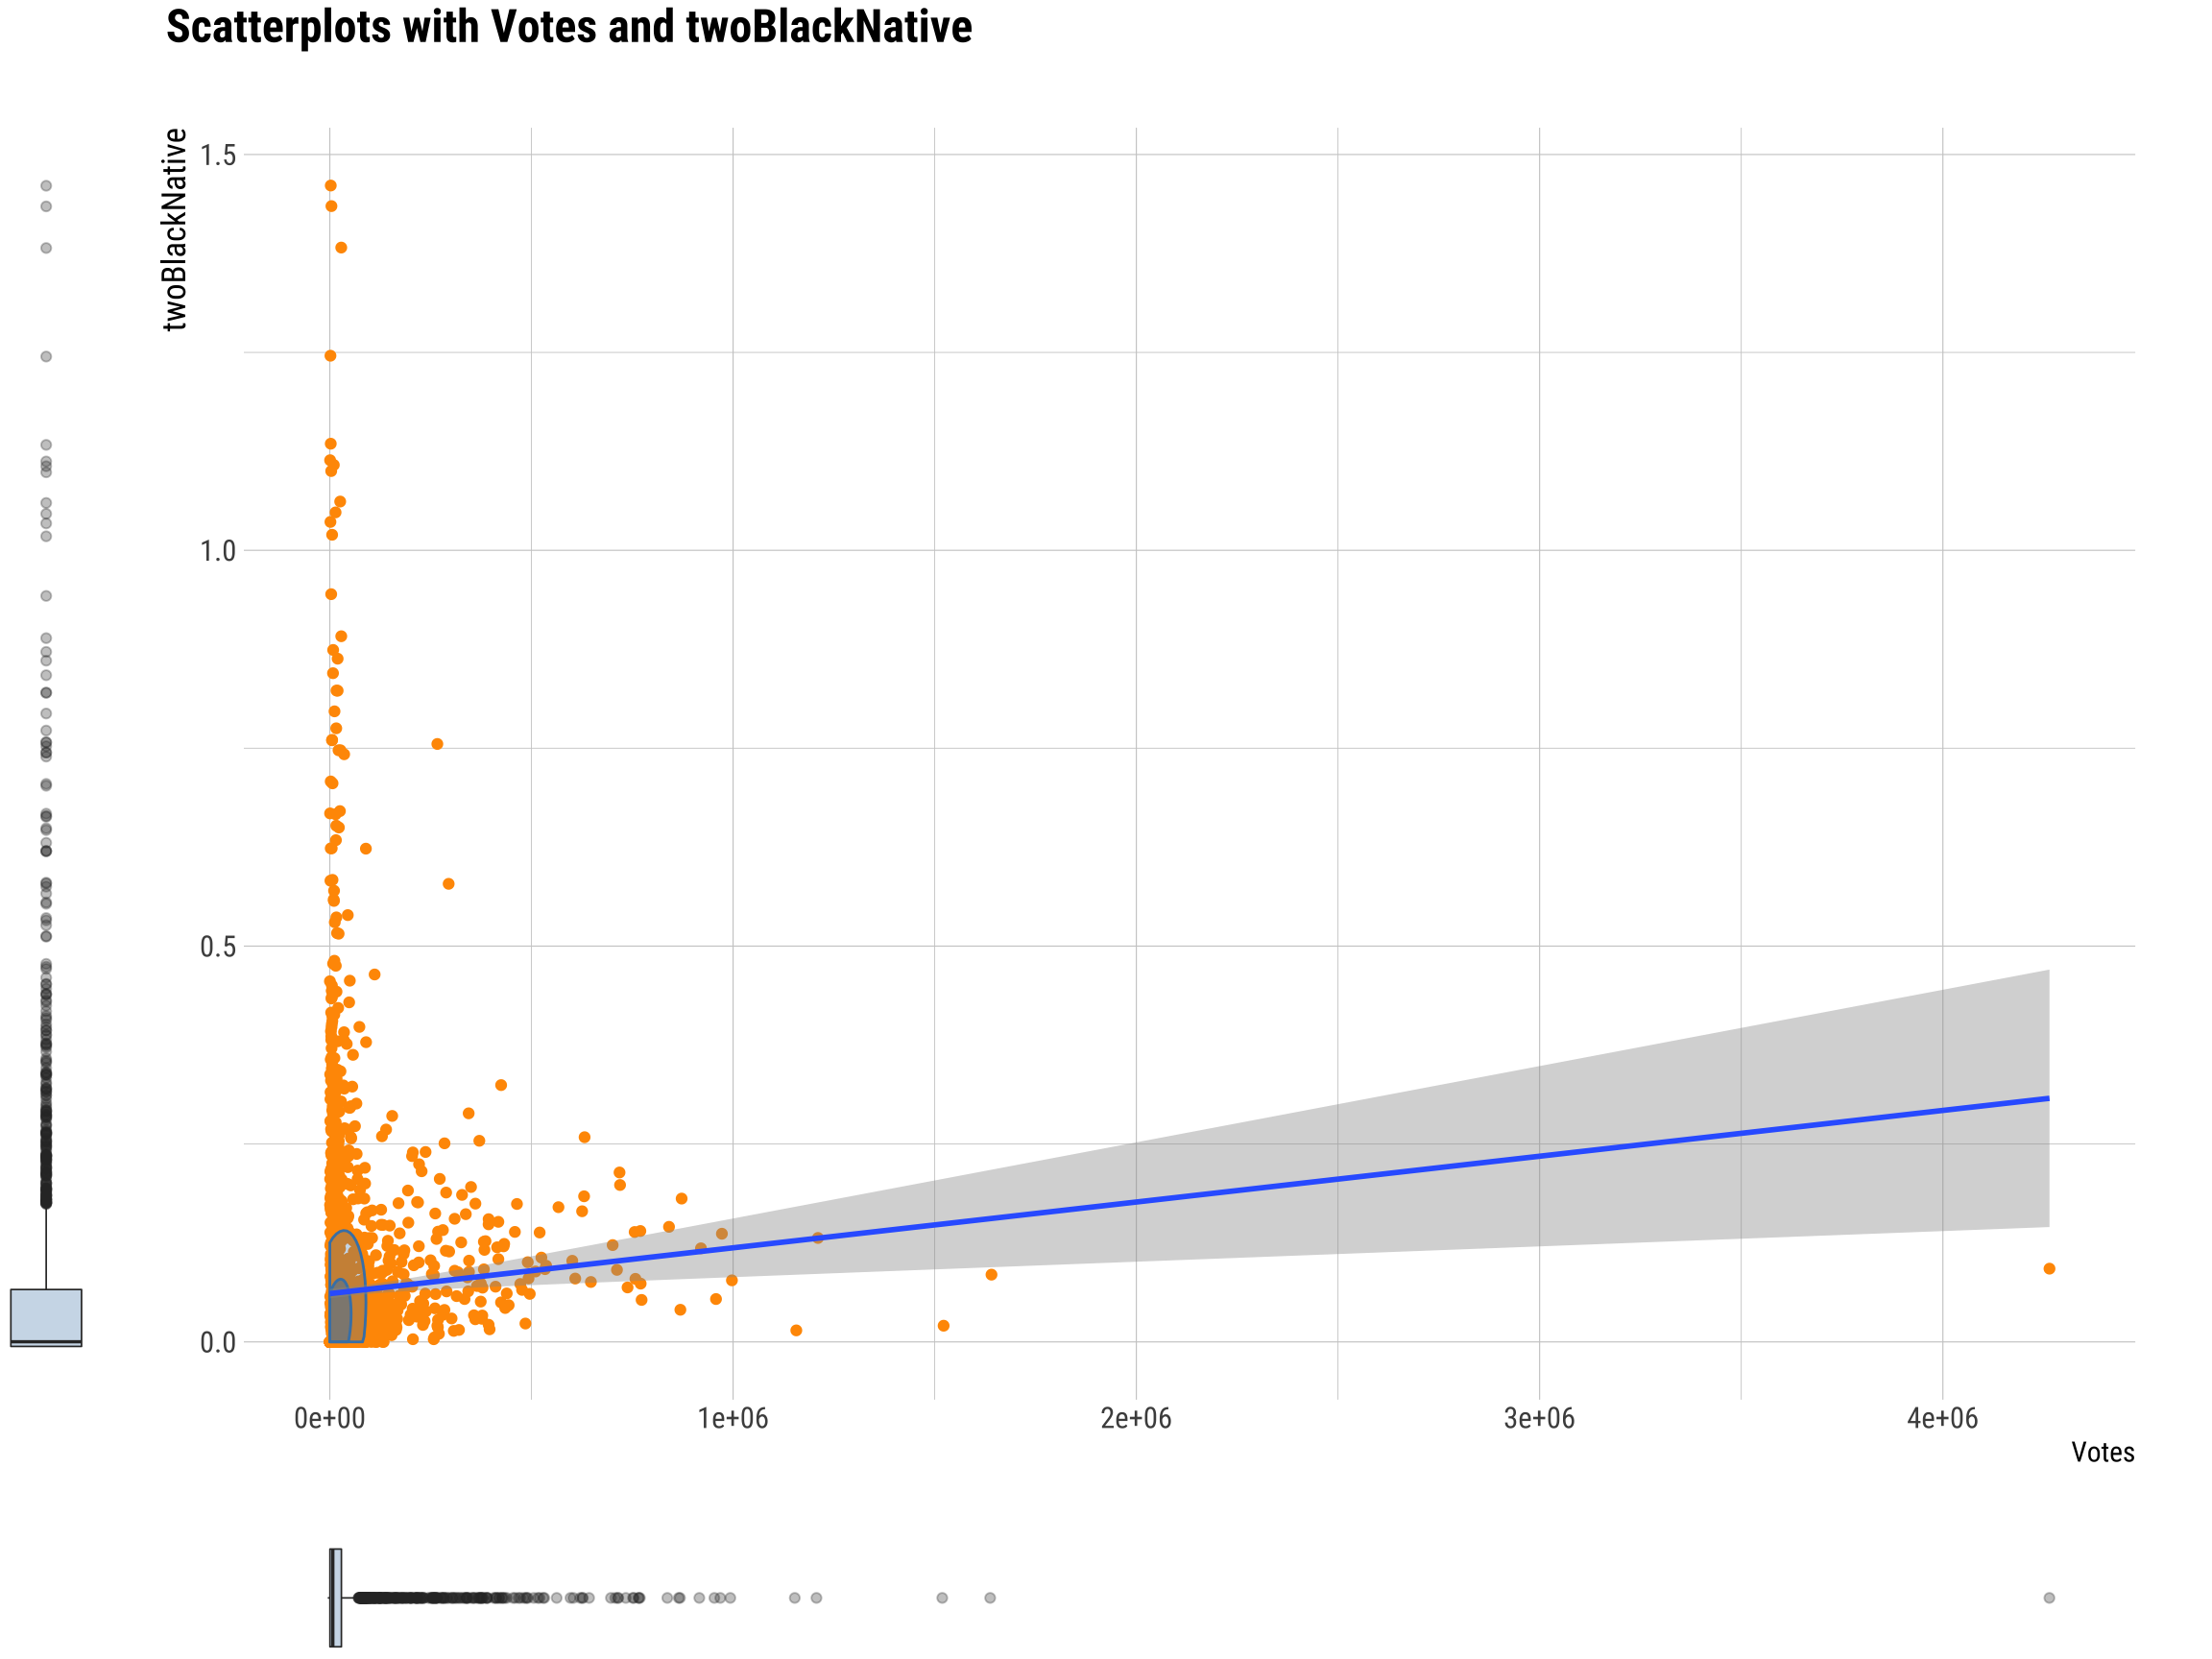 Scatterplots with Votes and twoBlackNative
twoBlackNative
1.5
1.0
0.5
0.0
0e+00 1e+06 2e+06 3e+06 4e+06
Votes